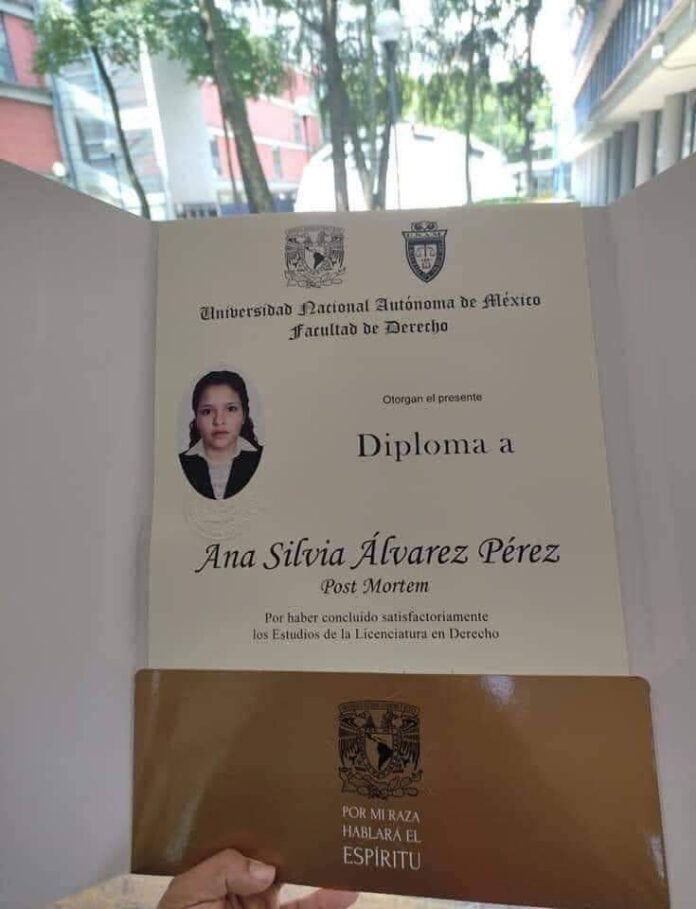 U.N.A.M.
Universidad Nacional Autónoma de México
Facultad de Derecho
Otorgan el presente
Diploma a
Ana Silvia Álvarez Pérez
Post Mortem
Por haber concluido satisfactoriamente
los Estudios de la Licenciatura en Derecho
POR MI RAZA
HABLARÁ EL
ESPÍRITU